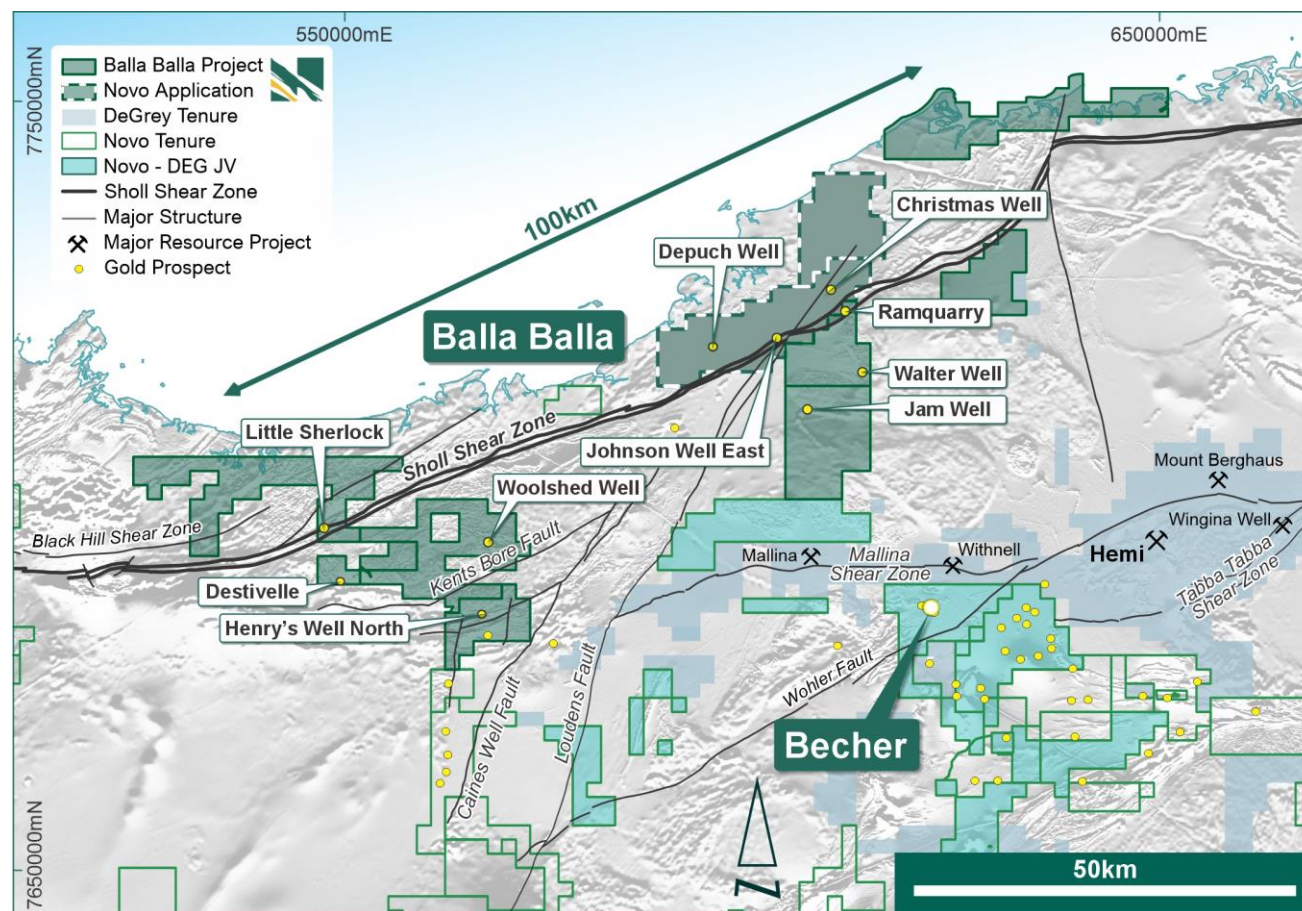 550000mE
650000mE
7750000mN
7650000mN
Balla Balla Project
Novo Application
DeGrey Tenure
Novo Tenure
Novo - DEG JV
Sholl Shear Zone
Major Structure
Major Resource Project
Gold Prospect
100km
Christmas Well
Depuch Well
Ramquarry
Balla Balla
Walter Well
Jam Well
Little Sherlock
Sholl Shear Zone
Johnson Well East
Woolshed Well
Mount Berghaus
Black Hill Shear Zone
Wingina Well
Kents Bore Fault
Mallina
Mallina
Shear Zone
Withnell
Hemi
Tabba Tabba
Shear Zone
Destivelle
Henry's Well North
Wohler Fault
Becher
Caines Well Fault
Loudens Fault
N
50km